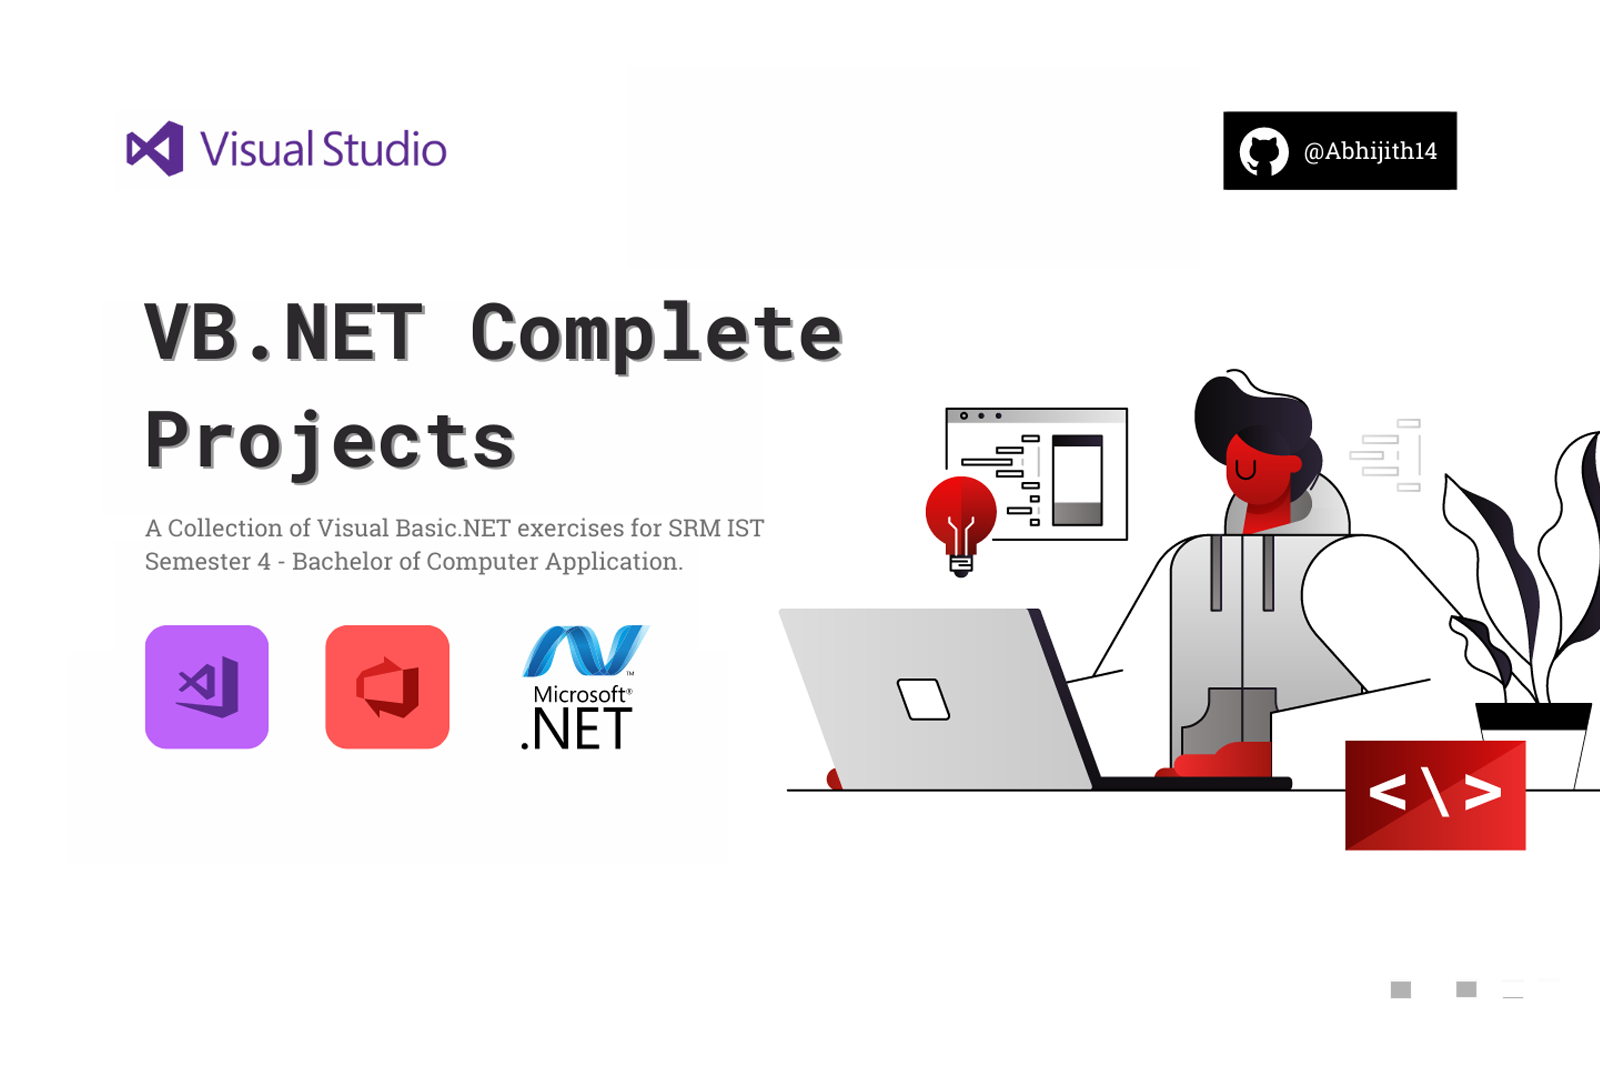 Visual Studio
@Abhijith14
VB.NET Complete
Projects
A Collection of Visual Basic.NET exercises for SRM IST
Semester 4 - Bachelor of Computer Application.
Microsoft®
.NET
TM
<\>